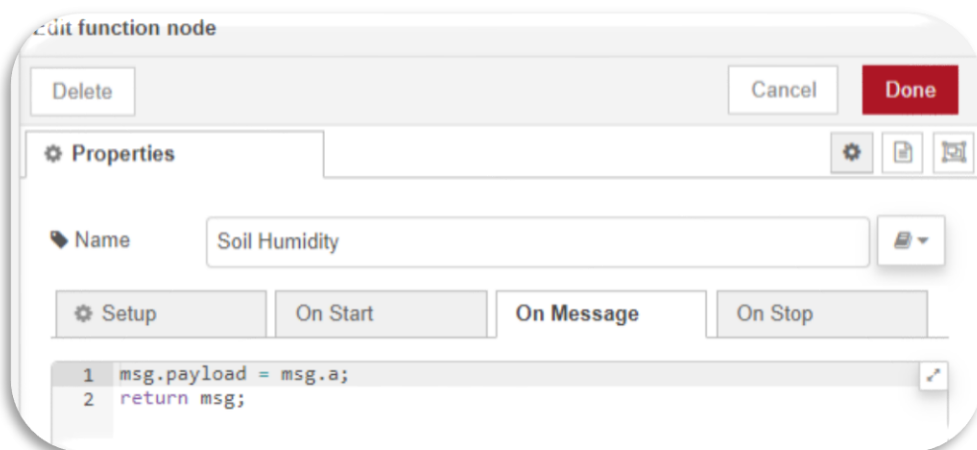 Edit function node
Delete Cancel Done
Properties
Name Soil Humidity
Setup On Start On Message On Stop
1 msg.payload = msg.a;
2 return msg;